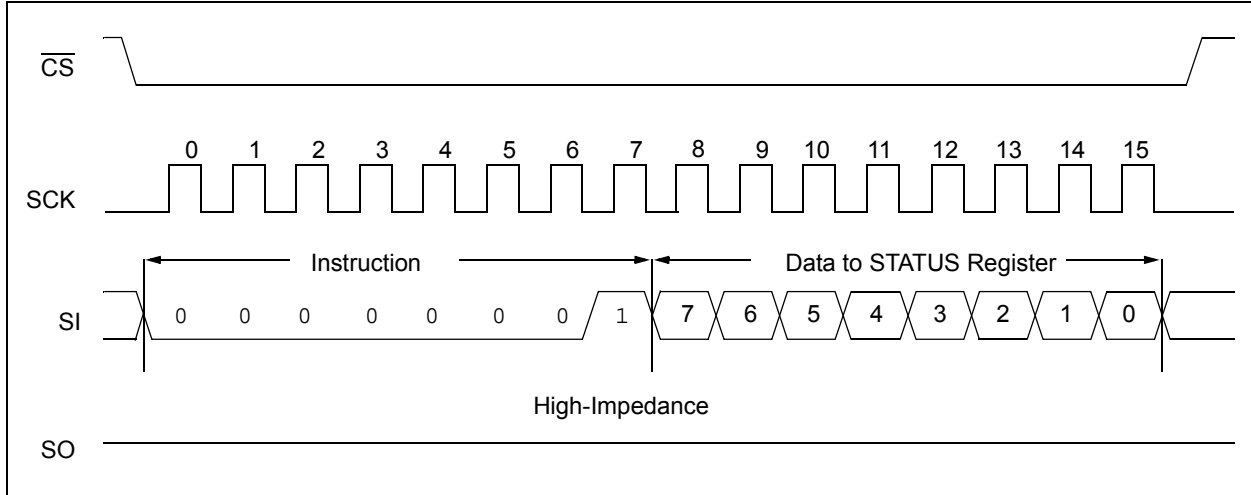 CS
0 1 2 3 4 5 6 7 8 9 10 11 12 13 14 15
SCK
Instruction Data to STATUS Register
SI 0 0 0 0 0 0 0 1 7 6 5 4 3 2 1 0
High-Impedance
SO